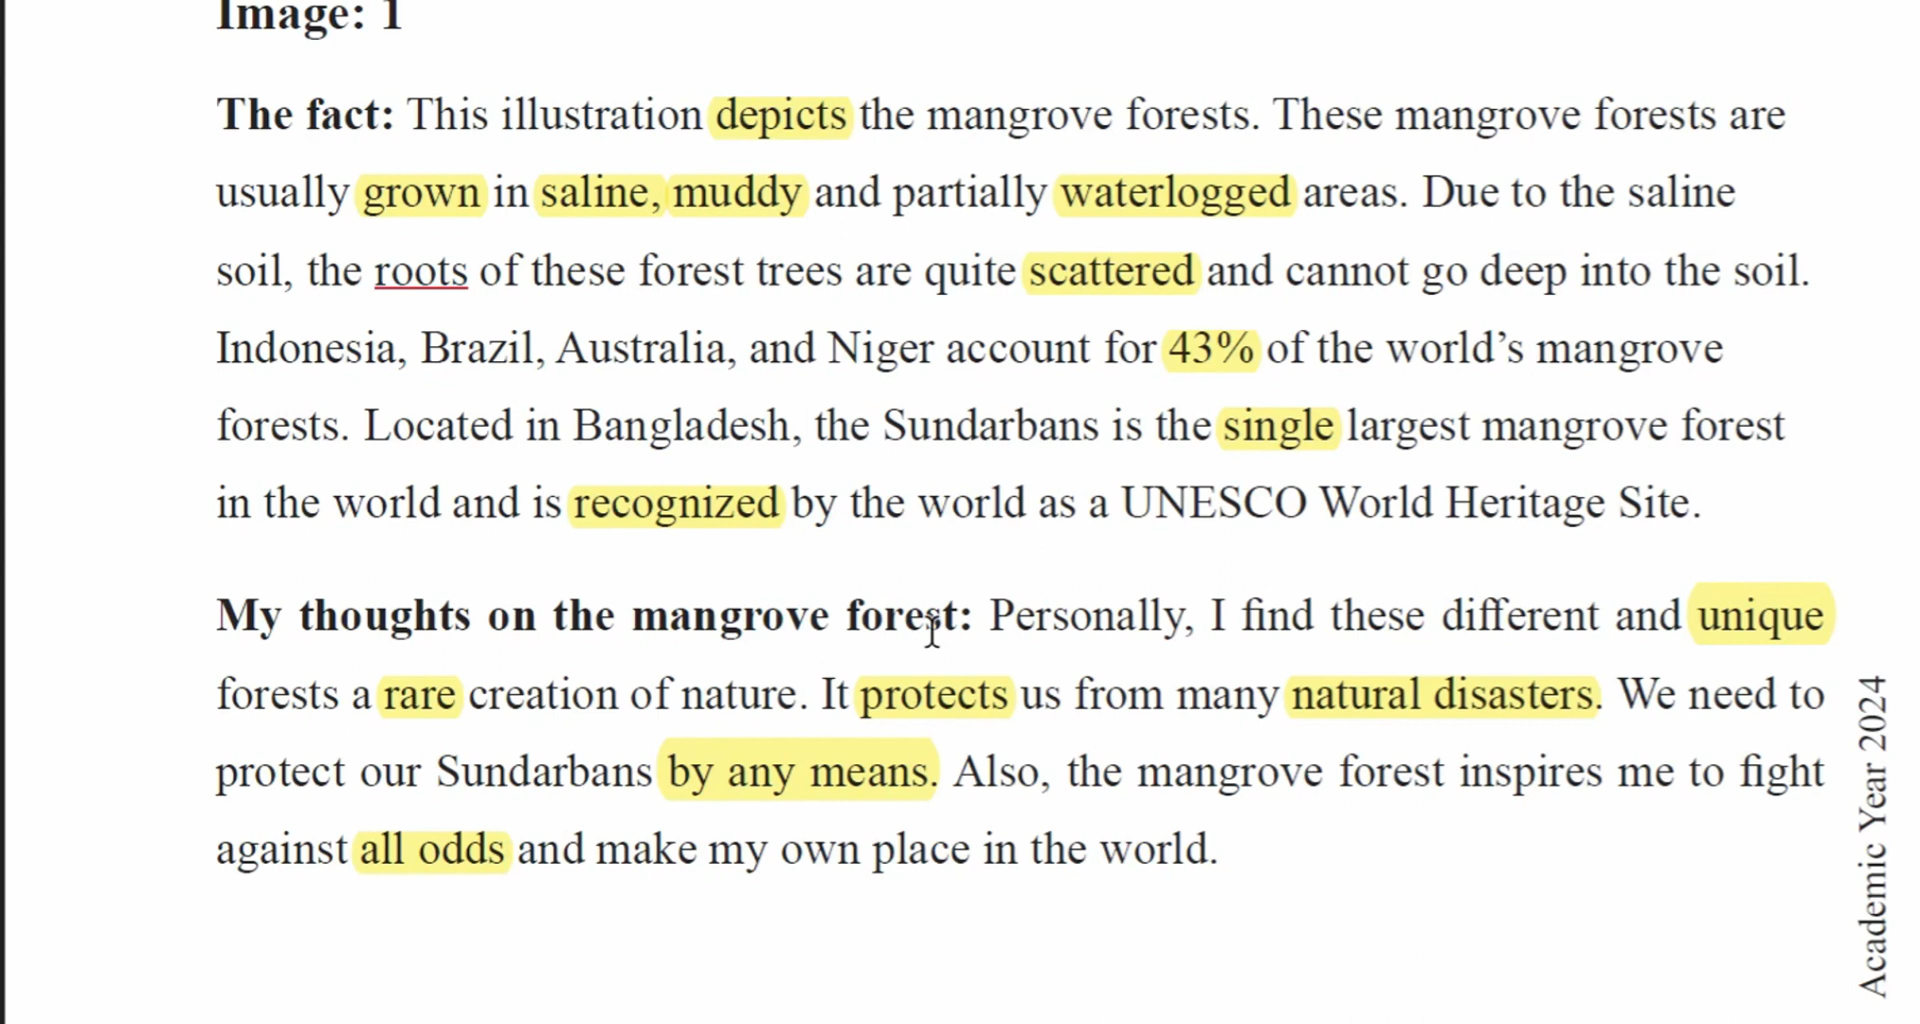 Image: 1
The fact: This illustration depicts the mangrove forests. These mangrove forests are
usually grown in saline, muddy and partially waterlogged areas. Due to the saline
soil, the roots of these forest trees are quite scattered and cannot go deep into the soil.
Indonesia, Brazil, Australia, and Niger account for 43% of the world’s mangrove
forests. Located in Bangladesh, the Sundarbans is the single largest mangrove forest
in the world and is recognized by the world as a UNESCO World Heritage Site.
My thoughts on the mangrove forest: Personally, I find these different and unique
forests a rare creation of nature. It protects us from many natural disasters. We need to
protect our Sundarbans by any means. Also, the mangrove forest inspires me to fight
against all odds and make my own place in the world.
Academic Year 2024